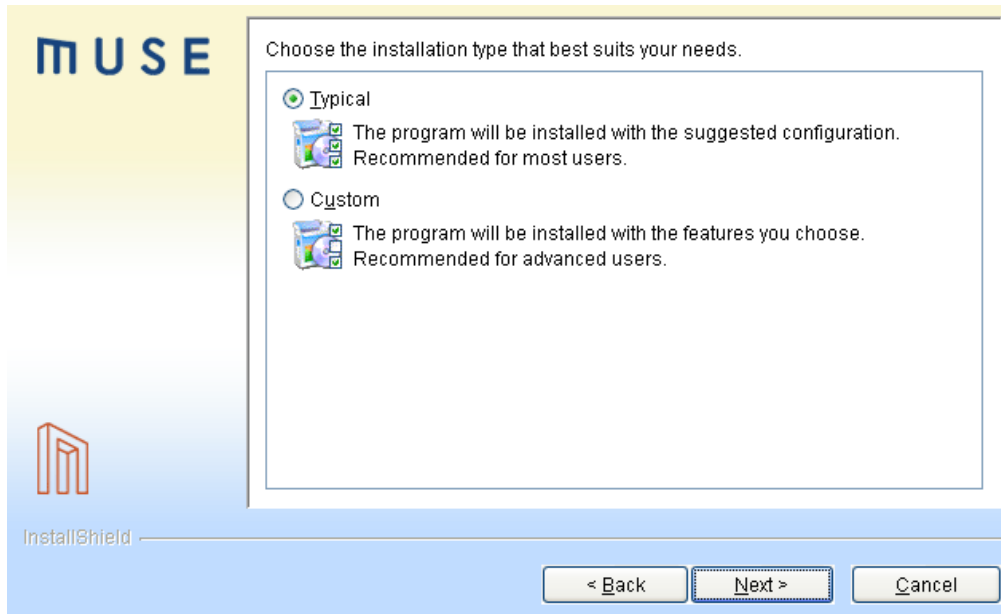 MUSE
Choose the installation type that best suits your needs.
Typical
The program will be installed with the suggested configuration.
Recommended for most users.
Custom
The program will be installed with the features you choose.
Recommended for advanced users.
InstallShield
< Back
Next >
Cancel